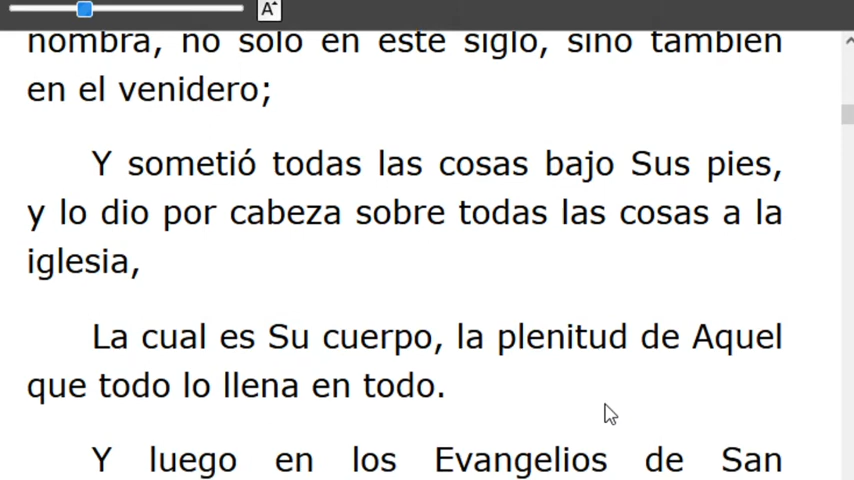 A
nombra, no solo en este siglo, sino también
en el venidero;
Y sometió todas las cosas bajo Sus pies,
y lo dio por cabeza sobre todas las cosas a la
iglesia,
La cual es Su cuerpo, la plenitud de Aquel
que todo lo llena en todo.
Y luego en los Evangelios de San